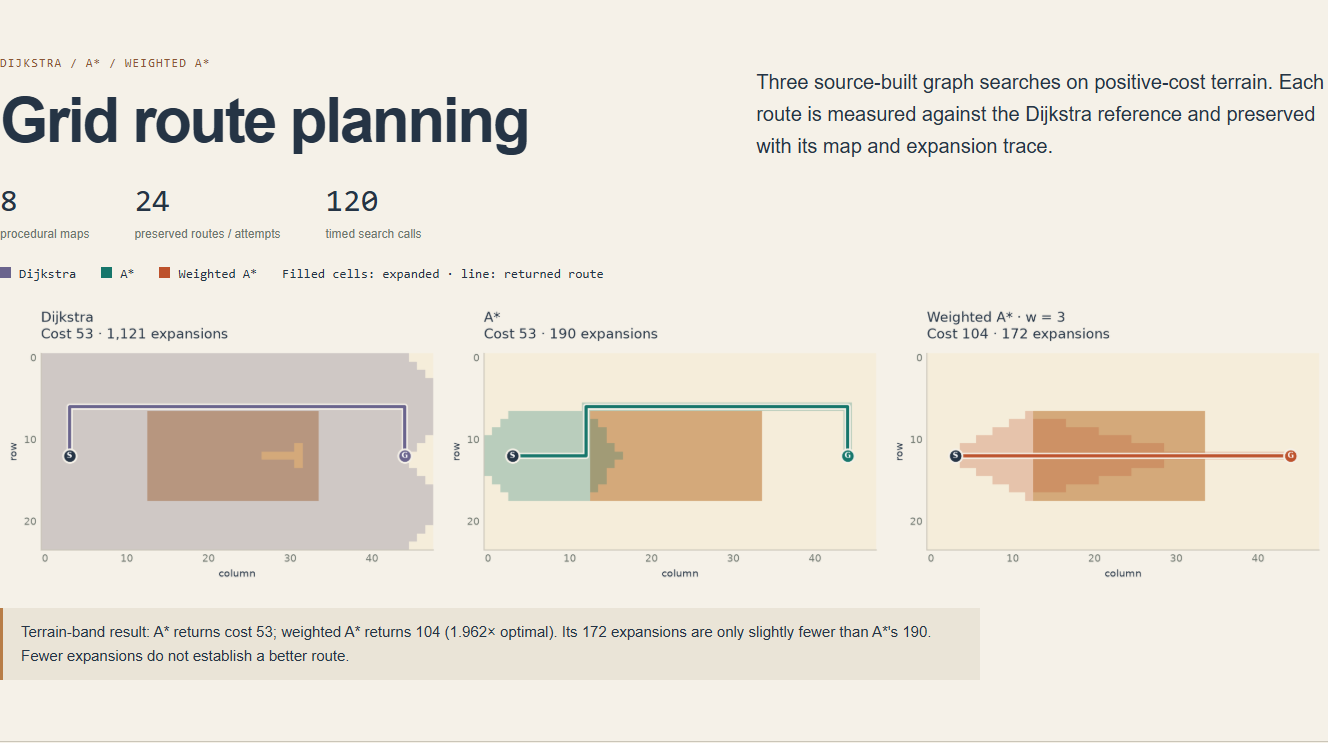 DIJKSTRA / A* / WEIGHTED A*
Grid route planning
Three source-built graph searches on positive-cost terrain. Each
route is measured against the Dijkstra reference and preserved
with its map and expansion trace.
8
procedural maps
24
preserved routes / attempts
120
timed search calls
Dijkstra
A*
Weighted A*
Filled cells: expanded · line: returned route
Dijkstra
Cost 53 · 1,121 expansions
0
10
20
row
S
G
0
10
20
30
40
column
A*
Cost 53 · 190 expansions
0
10
20
row
S
G
0
10
20
30
40
column
Weighted A* · w = 3
Cost 104 · 172 expansions
0
10
20
row
S
G
0
10
20
30
40
column
Terrain-band result: A* returns cost 53; weighted A* returns 104 (1.962× optimal). Its 172 expansions are only slightly fewer than A*'s 190.
Fewer expansions do not establish a better route.